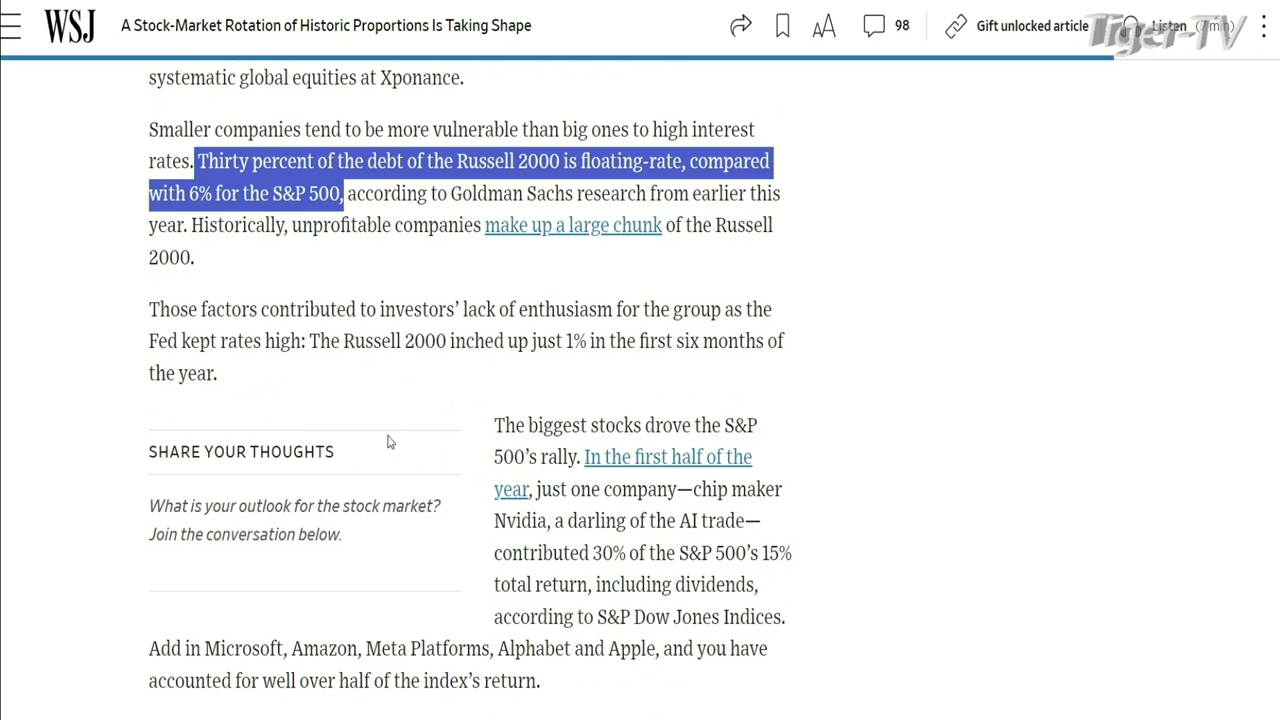 WSJ
A Stock-Market Rotation of Historic Proportions Is Taking Shape
98
Gift unlocked article
Listen (7 min)
Tiger-TV
systematic global equities at Xponance.
Smaller companies tend to be more vulnerable than big ones to high interest
rates. Thirty percent of the debt of the Russell 2000 is floating-rate, compared
with 6% for the S&P 500, according to Goldman Sachs research from earlier this
year. Historically, unprofitable companies make up a large chunk of the Russell
2000.
Those factors contributed to investors’ lack of enthusiasm for the group as the
Fed kept rates high: The Russell 2000 inched up just 1% in the first six months of
the year.
SHARE YOUR THOUGHTS
What is your outlook for the stock market?
Join the conversation below.
The biggest stocks drove the S&P
500’s rally. In the first half of the
year, just one company—chip maker
Nvidia, a darling of the AI trade—
contributed 30% of the S&P 500’s 15%
total return, including dividends,
according to S&P Dow Jones Indices.
Add in Microsoft, Amazon, Meta Platforms, Alphabet and Apple, and you have
accounted for well over half of the index’s return.